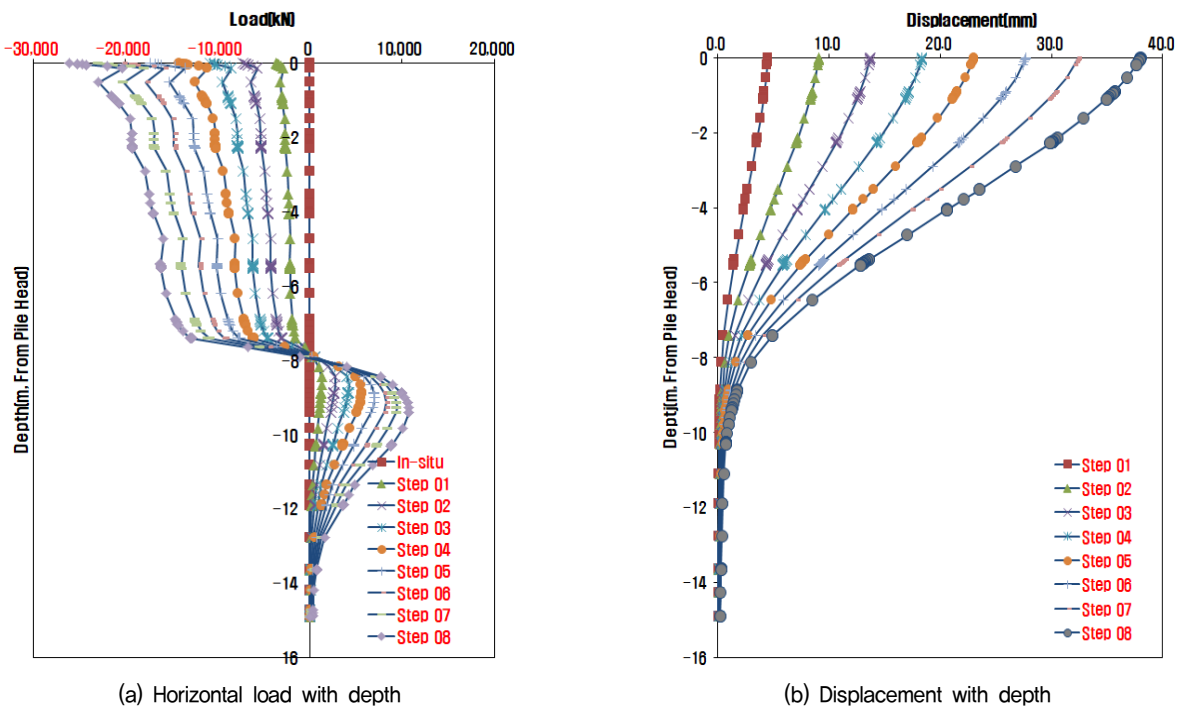 Load(kN)
-30.000 -20.000 -10.000 0 10.000 20.000
0
-2
-4
-6
-8
-10
-12
-14
16
Depth(m. From Pile Head)
In-situ
Step 01
Step 02
Step 03
Step 04
Step 05
Step 06
Step 07
Step 08
(a) Horizontal load with depth
Displacement(mm)
0.0 10.0 20.0 30.0 40.0
0
-2
-4
-6
-8
-10
-12
-14
-16
Depti(m. From Pile Head)
Step 01
Step 02
Step 03
Step 04
Step 05
Step 06
Step 07
Step 08
(b) Displacement with depth